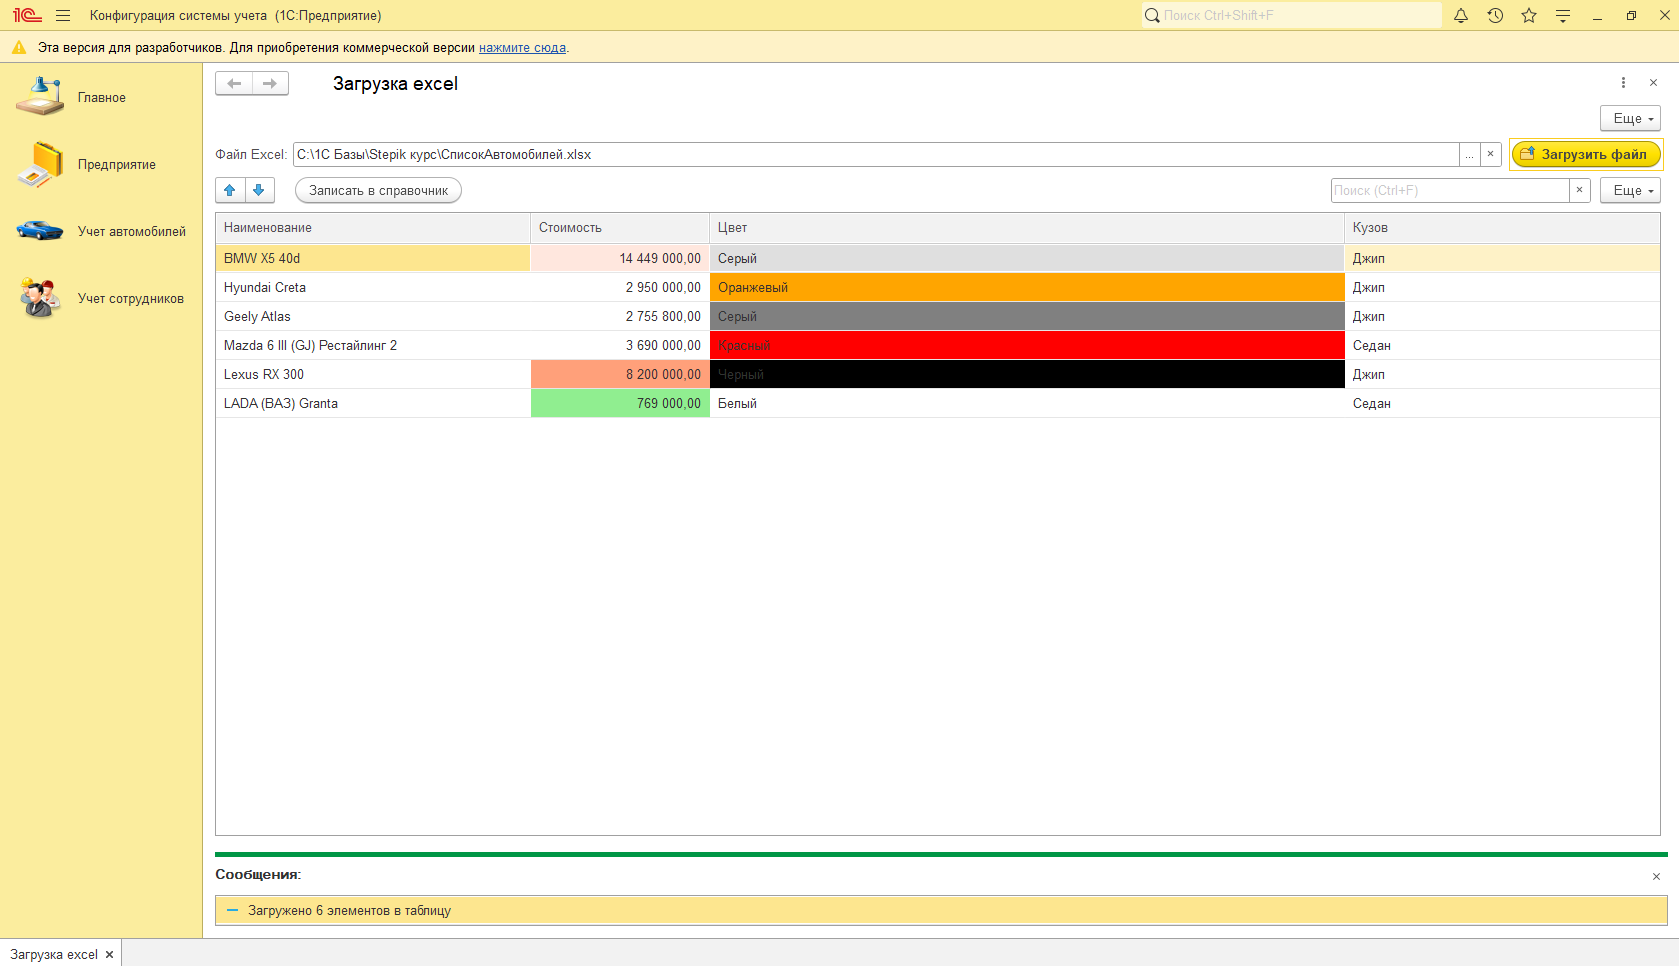 1С Конфигурация системы учета (1С:Предприятие) Поиск Ctrl+Shift+F
Эта версия для разработчиков. Для приобретения коммерческой версии нажмите сюда.
Главное
Предприятие
Учет автомобилей
Учет сотрудников
Загрузка excel
Еще
Файл Excel: C:\1С Базы\Stepik курс\СписокАвтомобилей.xlsx ... × Загрузить файл
Записать в справочник Поиск (Ctrl+F) × Еще
Наименование Стоимость Цвет Кузов
BMW X5 40d 14 449 000,00 Серый Джип
Hyundai Creta 2 950 000,00 Оранжевый Джип
Geely Atlas 2 755 800,00 Серый Джип
Mazda 6 III (GJ) Рестайлинг 2 3 690 000,00 Красный Седан
Lexus RX 300 8 200 000,00 Черный Джип
LADA (ВАЗ) Granta 769 000,00 Белый Седан
Сообщения:
Загружено 6 элементов в таблицу
Загрузка excel ×